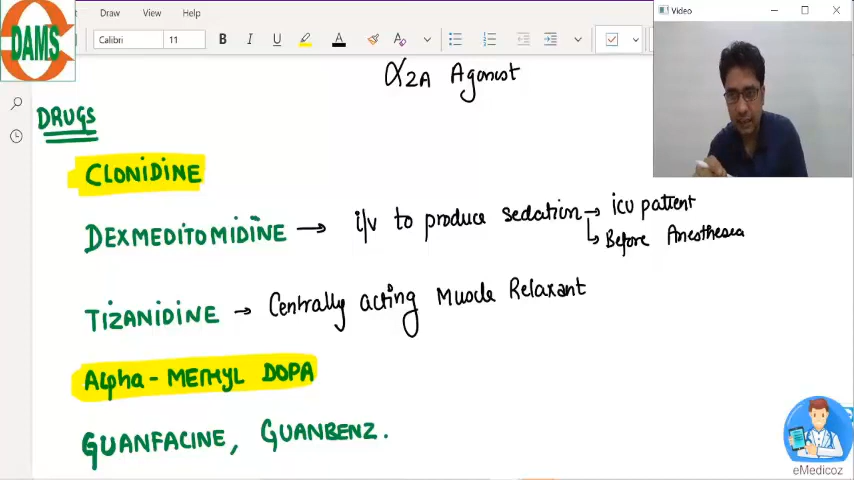 DAMS
Draw View Help
Video
Calibri 11 B I U A
α2A Agonist
DRUGS
CLONIDINE
DEXMEDITOMIDINE → i/v to produce sedation → icu patient
↳ Before Anesthesea
TIZANIDINE → Centrally acting Muscle Relaxant
Alpha-METHYL DOPA
GUANFACINE, GUANBENZ.
eMedicoz